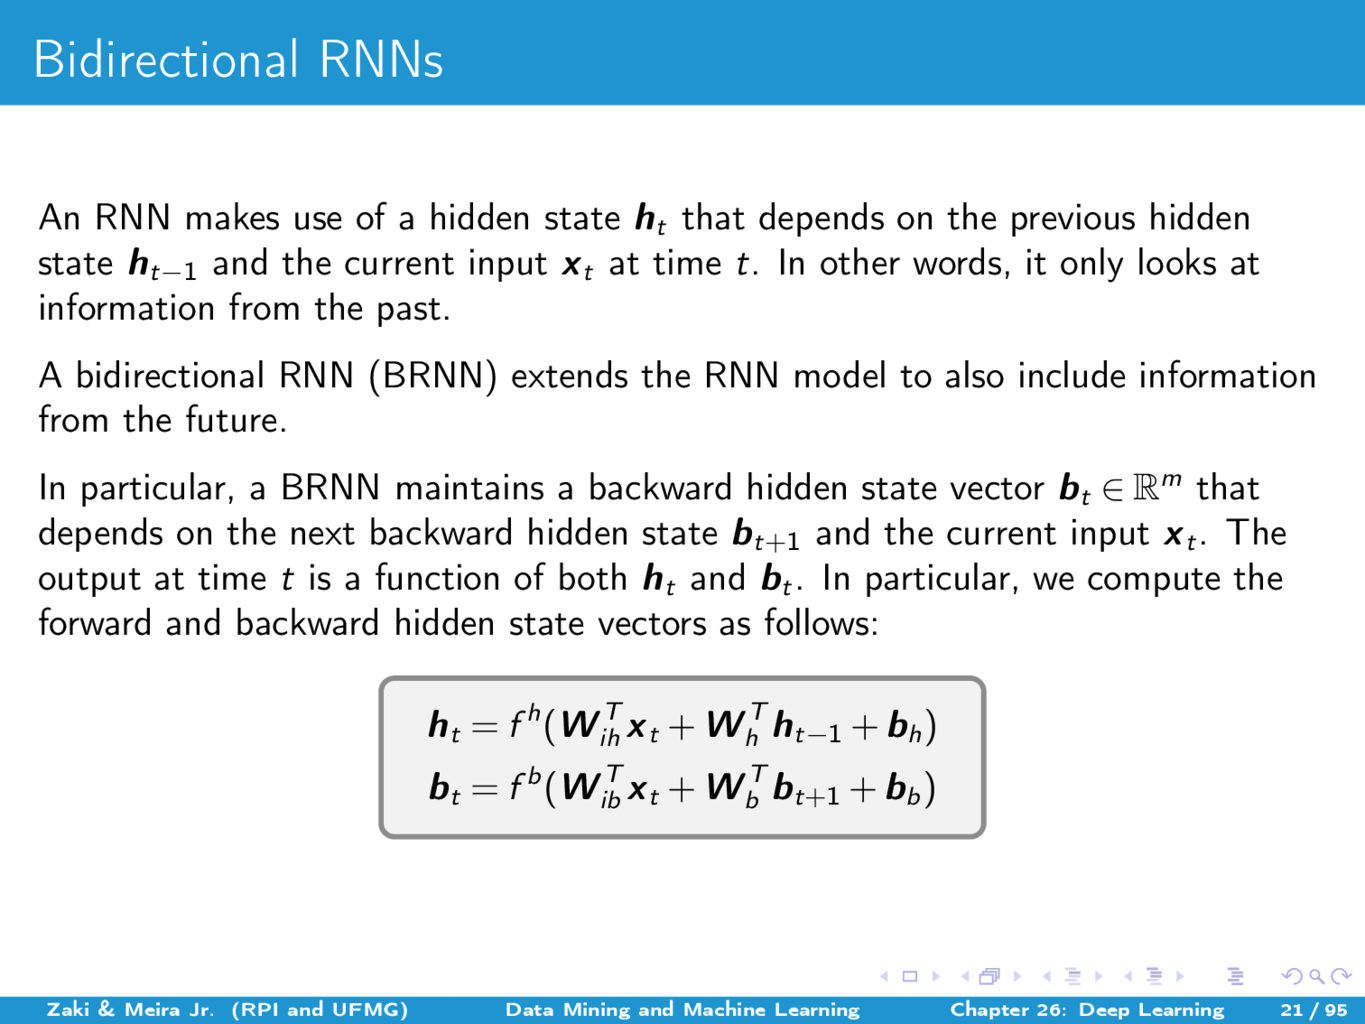 Bidirectional RNNs
An RNN makes use of a hidden state h_t that depends on the previous hidden
state h_{t−1} and the current input x_t at time t. In other words, it only looks at
information from the past.
A bidirectional RNN (BRNN) extends the RNN model to also include information
from the future.
In particular, a BRNN maintains a backward hidden state vector b_t ∈ ℝ^m that
depends on the next backward hidden state b_{t+1} and the current input x_t. The
output at time t is a function of both h_t and b_t. In particular, we compute the
forward and backward hidden state vectors as follows:
h_t = f^h(W_{ih}^T x_t + W_h^T h_{t−1} + b_h)
b_t = f^b(W_{ib}^T x_t + W_b^T b_{t+1} + b_b)
Zaki & Meira Jr. (RPI and UFMG) Data Mining and Machine Learning Chapter 26: Deep Learning 21 / 95